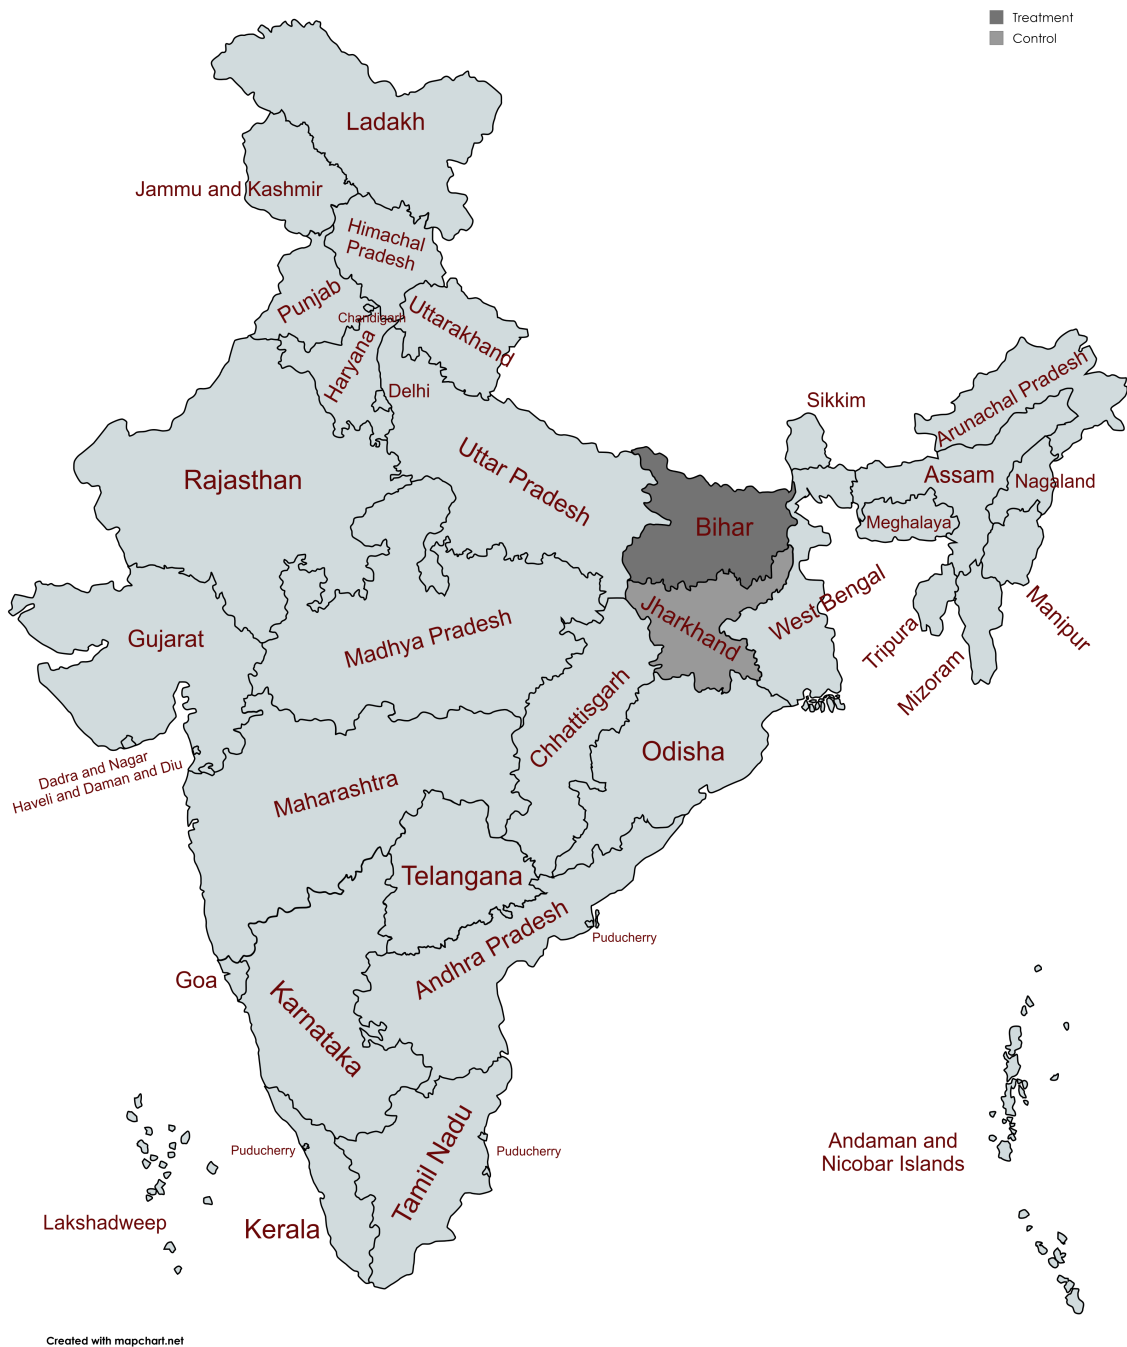 Treatment
Control
Ladakh
Jammu and Kashmir
Himachal
Pradesh
Punjab
Chandigarh
Uttarakhand
Haryana
Delhi
Sikkim
Arunachal Pradesh
Rajasthan
Uttar Pradesh
Assam
Nagaland
Bihar
Meghalaya
Jharkhand
West Bengal
Manipur
Tripura
Mizoram
Gujarat
Madhya Pradesh
Chhattisgarh
Odisha
Dadra and Nagar
Haveli and Daman and Diu
Maharashtra
Telangana
Andhra Pradesh
Puducherry
Goa
Karnataka
Andaman and
Nicobar Islands
Puducherry
Puducherry
Tamil Nadu
Lakshadweep
Kerala
Created with mapchart.net